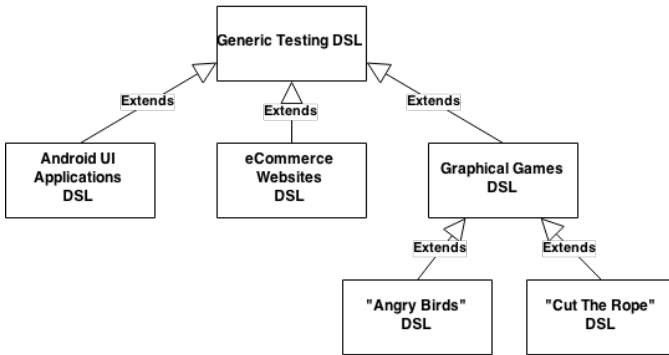 Generic Testing DSL
Extends
Extends
Extends
Android UI
Applications
DSL
eCommerce
Websites
DSL
Graphical Games
DSL
Extends
Extends
"Angry Birds"
DSL
"Cut The Rope"
DSL